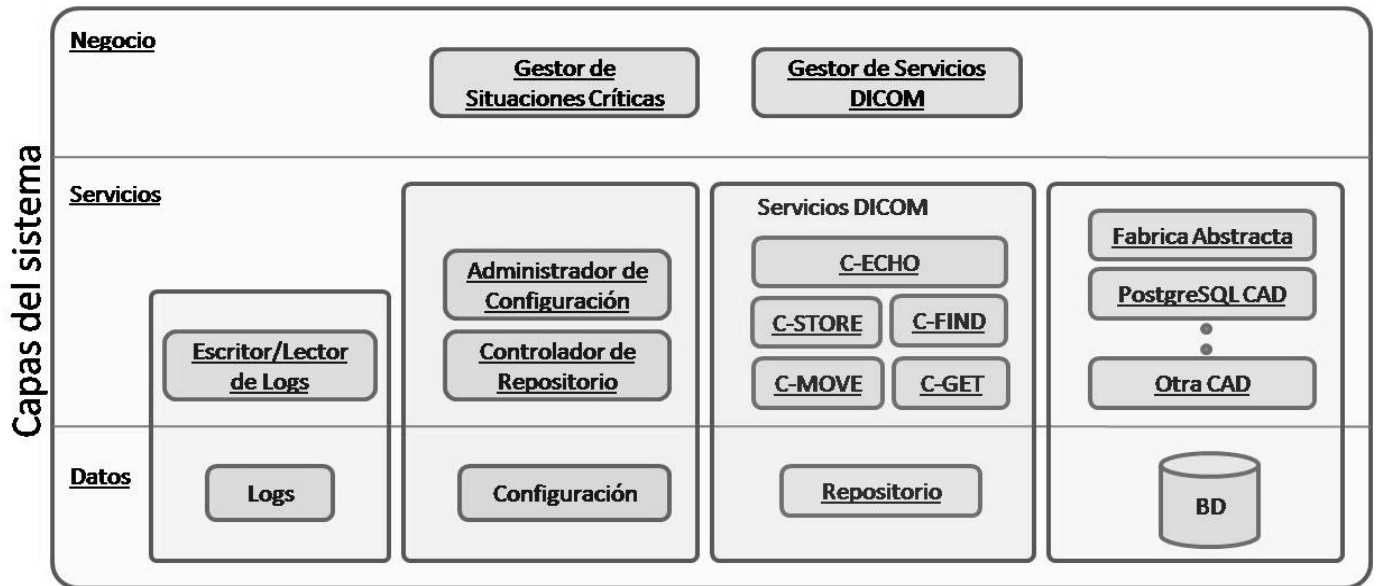 Capas del sistema
Negocio
Gestor de
Situaciones Críticas
Gestor de Servicios
DICOM
Servicios
Escritor/Lector
de Logs
Administrador de
Configuración
Controlador de
Repositorio
Servicios DICOM
C-ECHO
C-STORE
C-FIND
C-MOVE
C-GET
Fabrica Abstracta
PostgreSQL CAD
Otra CAD
Datos
Logs
Configuración
Repositorio
BD